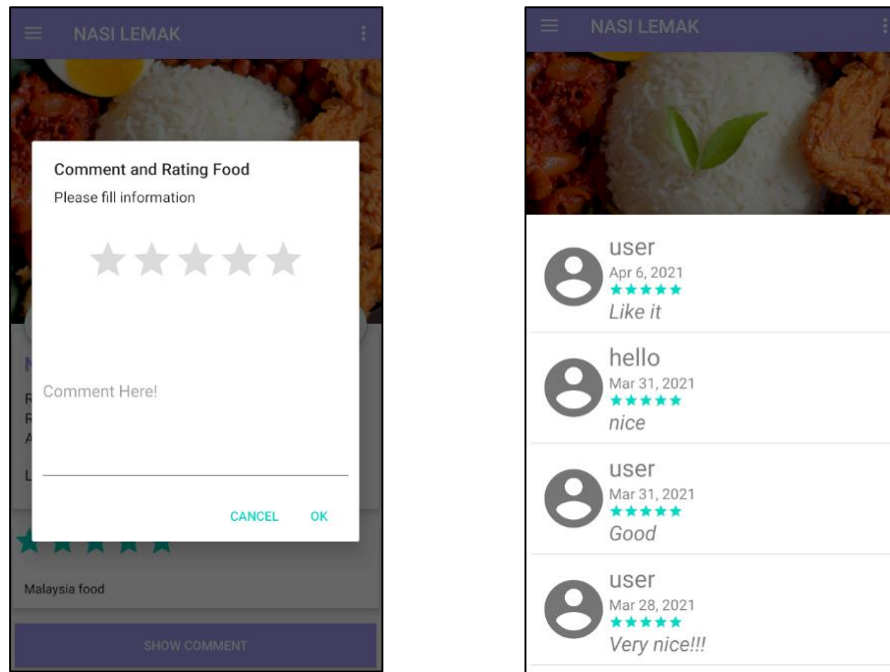 NASI LEMAK
Comment and Rating Food
Please fill information
Comment Here!
CANCEL OK
Malaysia food
SHOW COMMENT
NASI LEMAK
user
Apr 6, 2021
Like it
hello
Mar 31, 2021
nice
user
Mar 31, 2021
Good
user
Mar 28, 2021
Very nice!!!